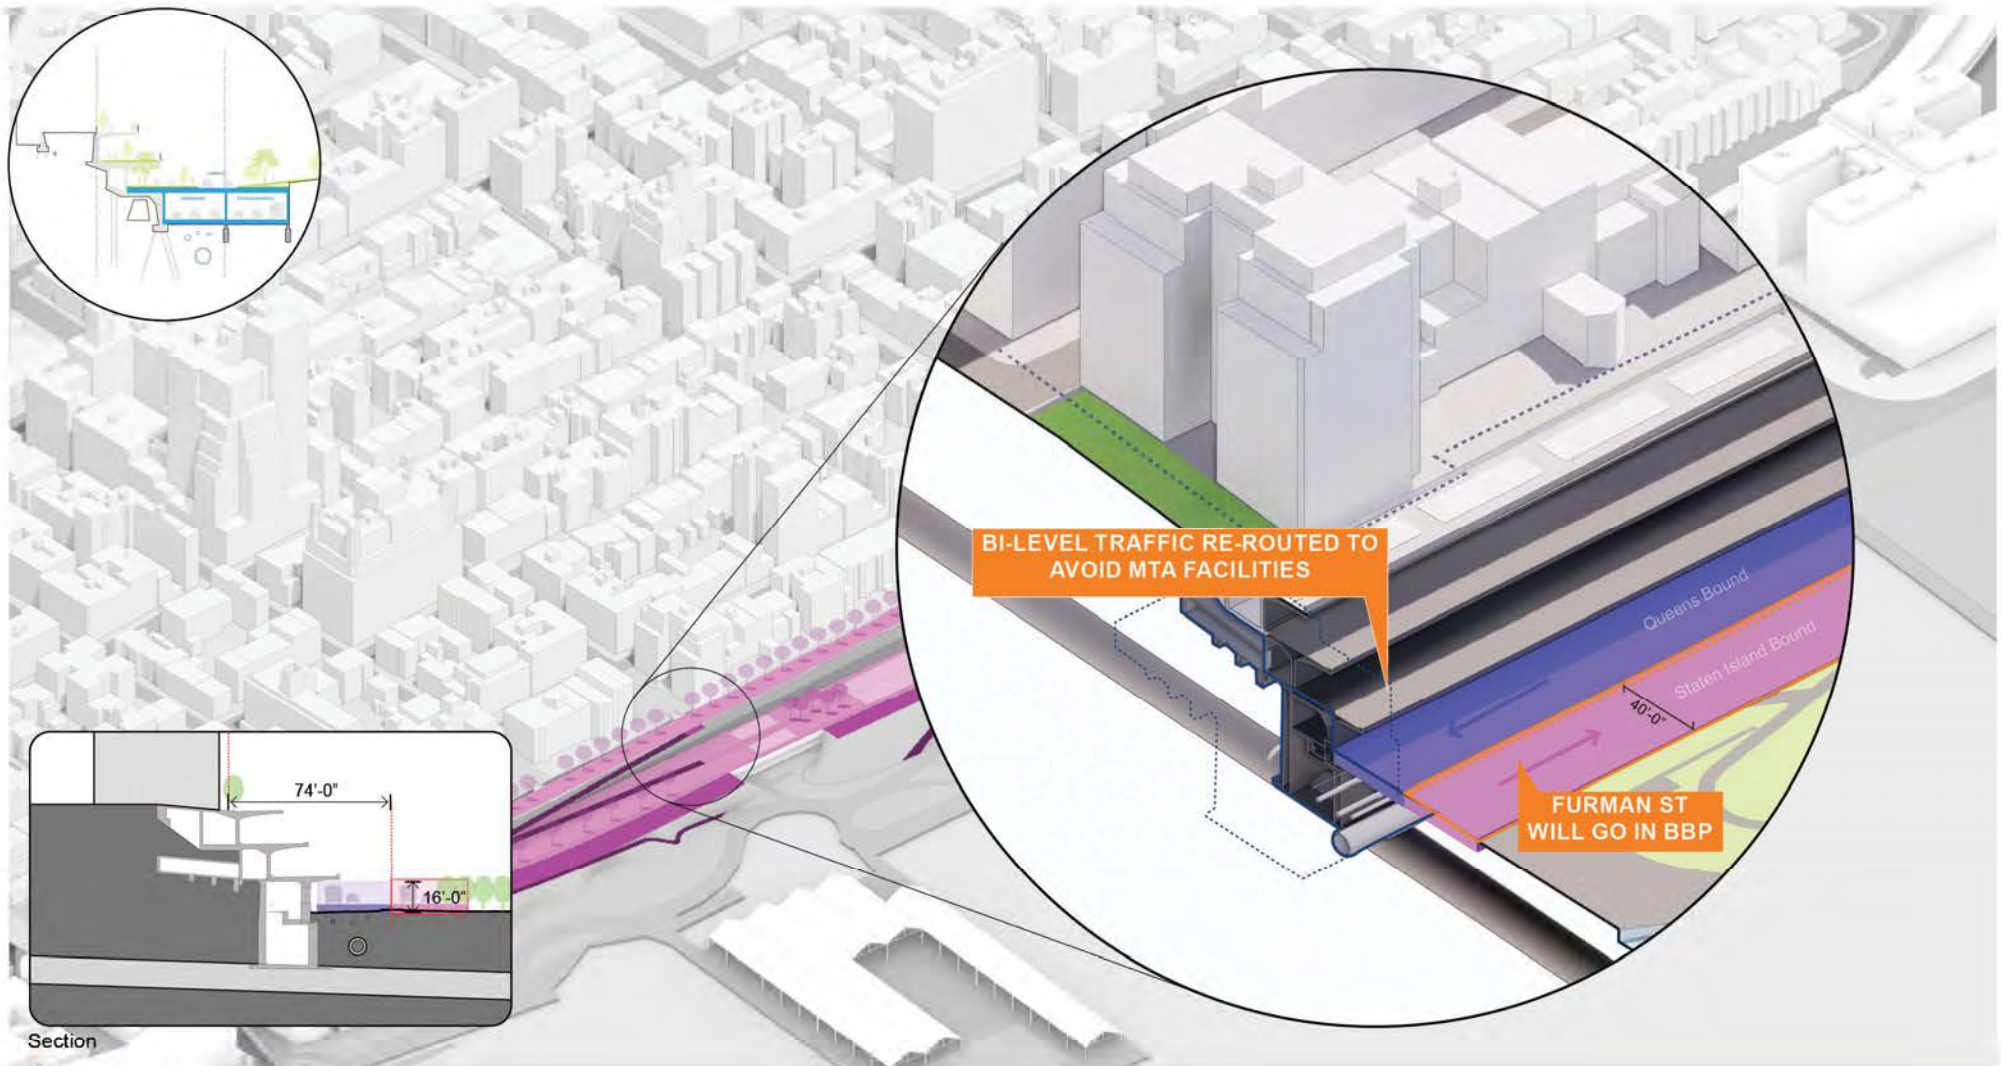 BI-LEVEL TRAFFIC RE-ROUTED TO
AVOID MTA FACILITIES
Queens Bound
Staten Island Bound
40'-0"
FURMAN ST
WILL GO IN BBP
74'-0"
16'-0"
Section